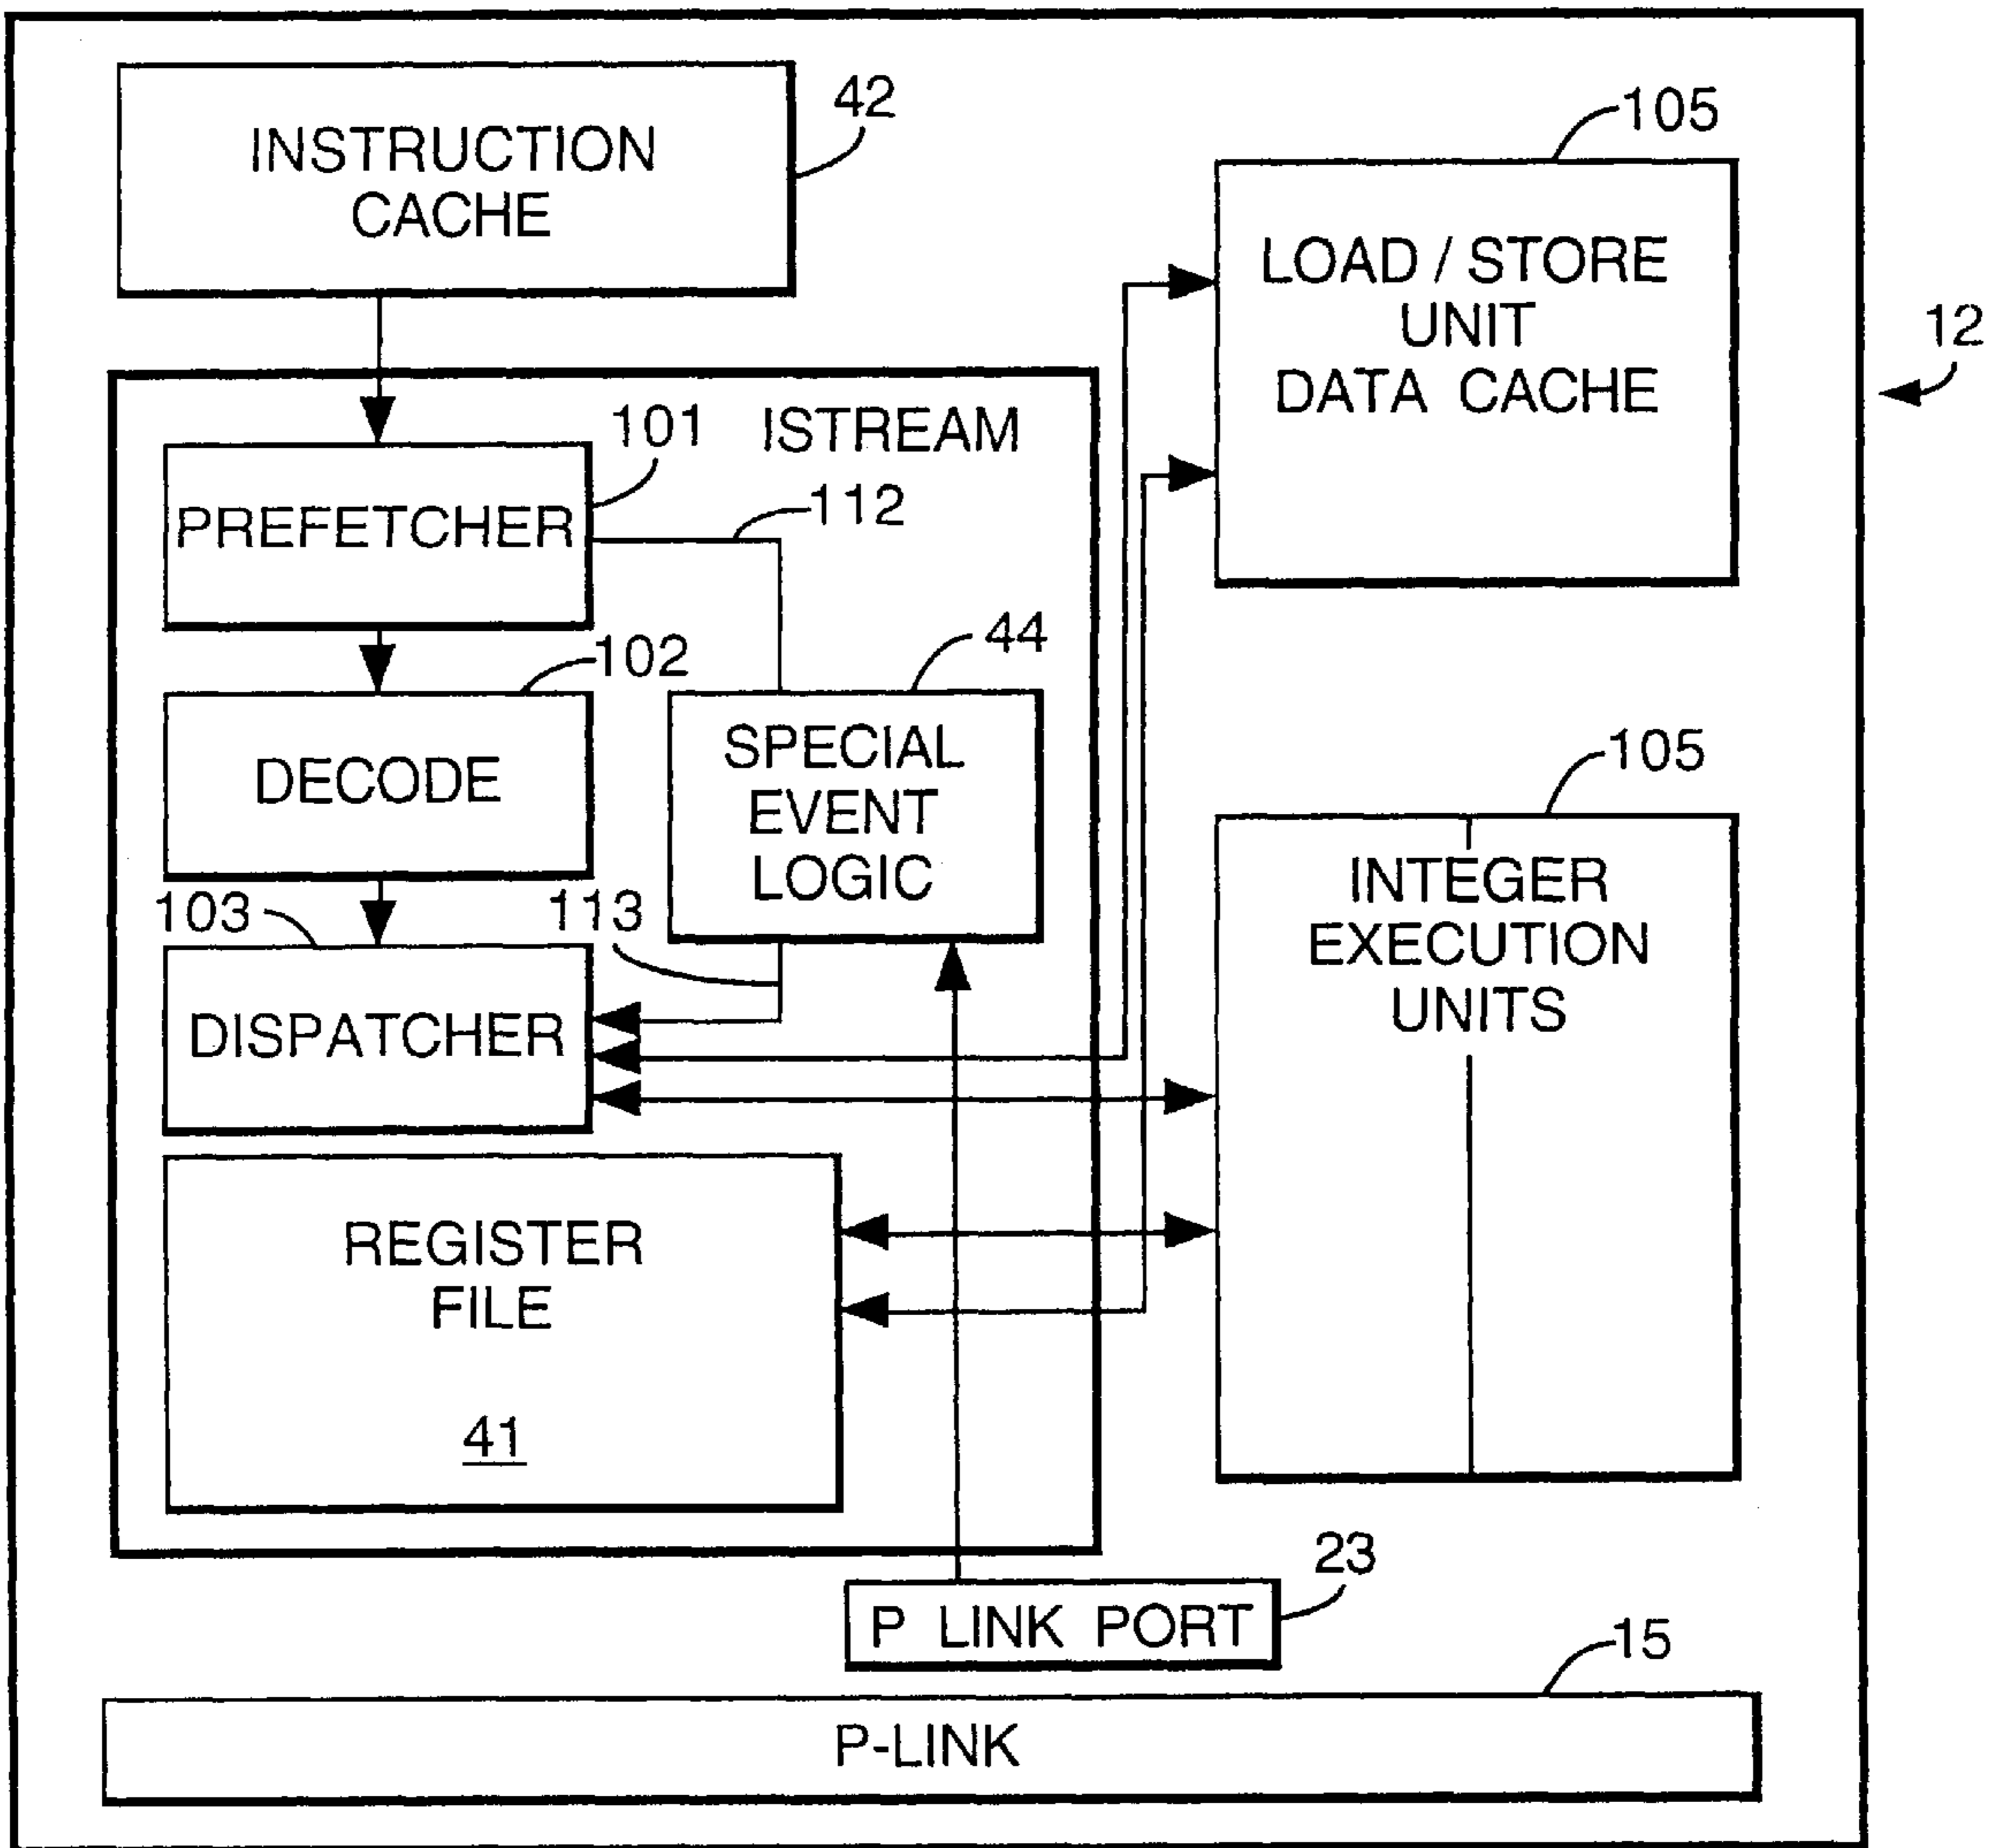 INSTRUCTION
CACHE
42
105
LOAD / STORE
UNIT
DATA CACHE
12
ISTREAM
101
PREFETCHER
112
102
DECODE
44
SPECIAL
EVENT
LOGIC
103
113
DISPATCHER
105
INTEGER
EXECUTION
UNITS
REGISTER
FILE
41
23
P LINK PORT
15
P-LINK